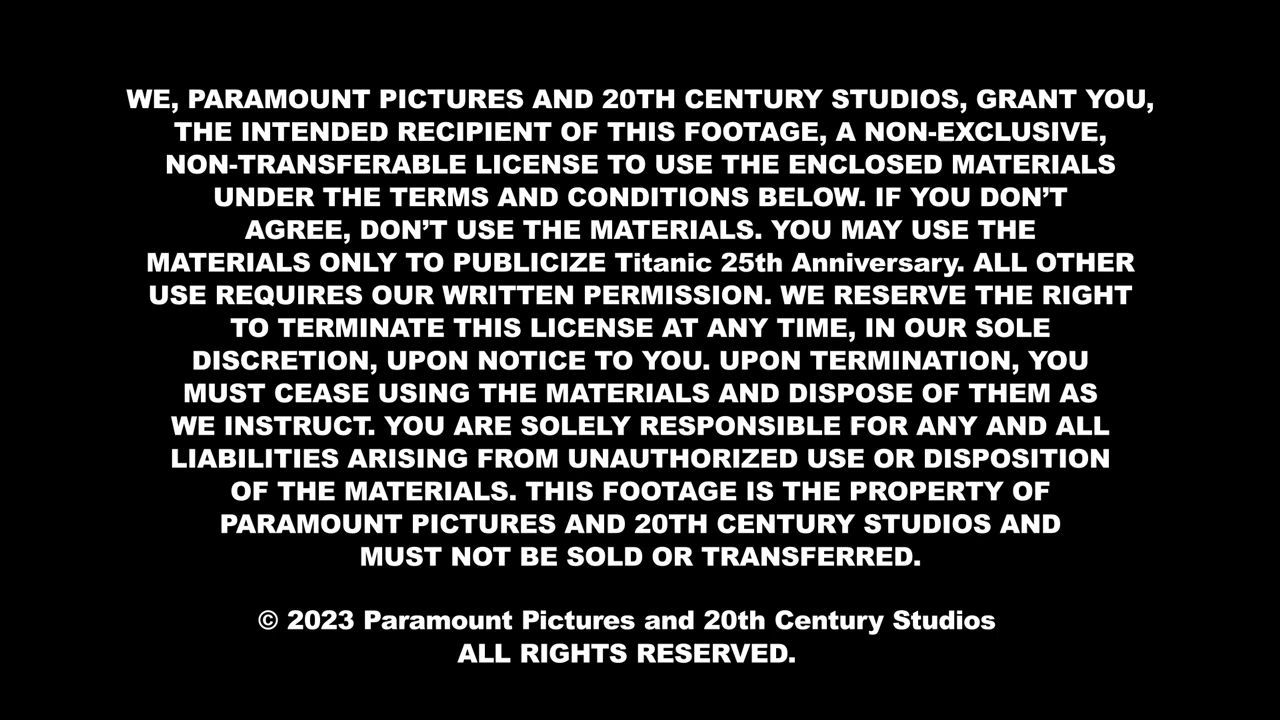 WE, PARAMOUNT PICTURES AND 20TH CENTURY STUDIOS, GRANT YOU,
THE INTENDED RECIPIENT OF THIS FOOTAGE, A NON-EXCLUSIVE,
NON-TRANSFERABLE LICENSE TO USE THE ENCLOSED MATERIALS
UNDER THE TERMS AND CONDITIONS BELOW. IF YOU DON’T
AGREE, DON’T USE THE MATERIALS. YOU MAY USE THE
MATERIALS ONLY TO PUBLICIZE Titanic 25th Anniversary. ALL OTHER
USE REQUIRES OUR WRITTEN PERMISSION. WE RESERVE THE RIGHT
TO TERMINATE THIS LICENSE AT ANY TIME, IN OUR SOLE
DISCRETION, UPON NOTICE TO YOU. UPON TERMINATION, YOU
MUST CEASE USING THE MATERIALS AND DISPOSE OF THEM AS
WE INSTRUCT. YOU ARE SOLELY RESPONSIBLE FOR ANY AND ALL
LIABILITIES ARISING FROM UNAUTHORIZED USE OR DISPOSITION
OF THE MATERIALS. THIS FOOTAGE IS THE PROPERTY OF
PARAMOUNT PICTURES AND 20TH CENTURY STUDIOS AND
MUST NOT BE SOLD OR TRANSFERRED.
© 2023 Paramount Pictures and 20th Century Studios
ALL RIGHTS RESERVED.